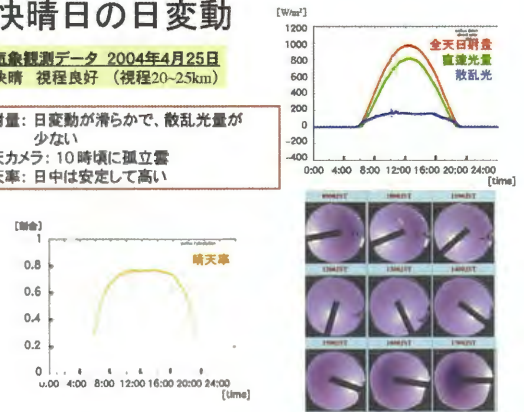 快晴日の日変動
気象観測データ 2004年4月25日
快晴 視程良好 (視程20~25km)
射量: 日変動が滑らかで、散乱光量が
少ない
天カメラ: 10時頃に孤立雲
天率: 日中は安定して高い
[W/m²]
1200
1000
800
600
400
200
0
-200
-400
全天日射量
直達光量
散乱光
0:00 4:00 8:00 12:00 16:00 20:00 24:00
[time]
[割合]
1
0.8
0.6
0.4
0.2
0
晴天率
0:00 4:00 8:00 12:00 16:00 20:00 24:00
[time]